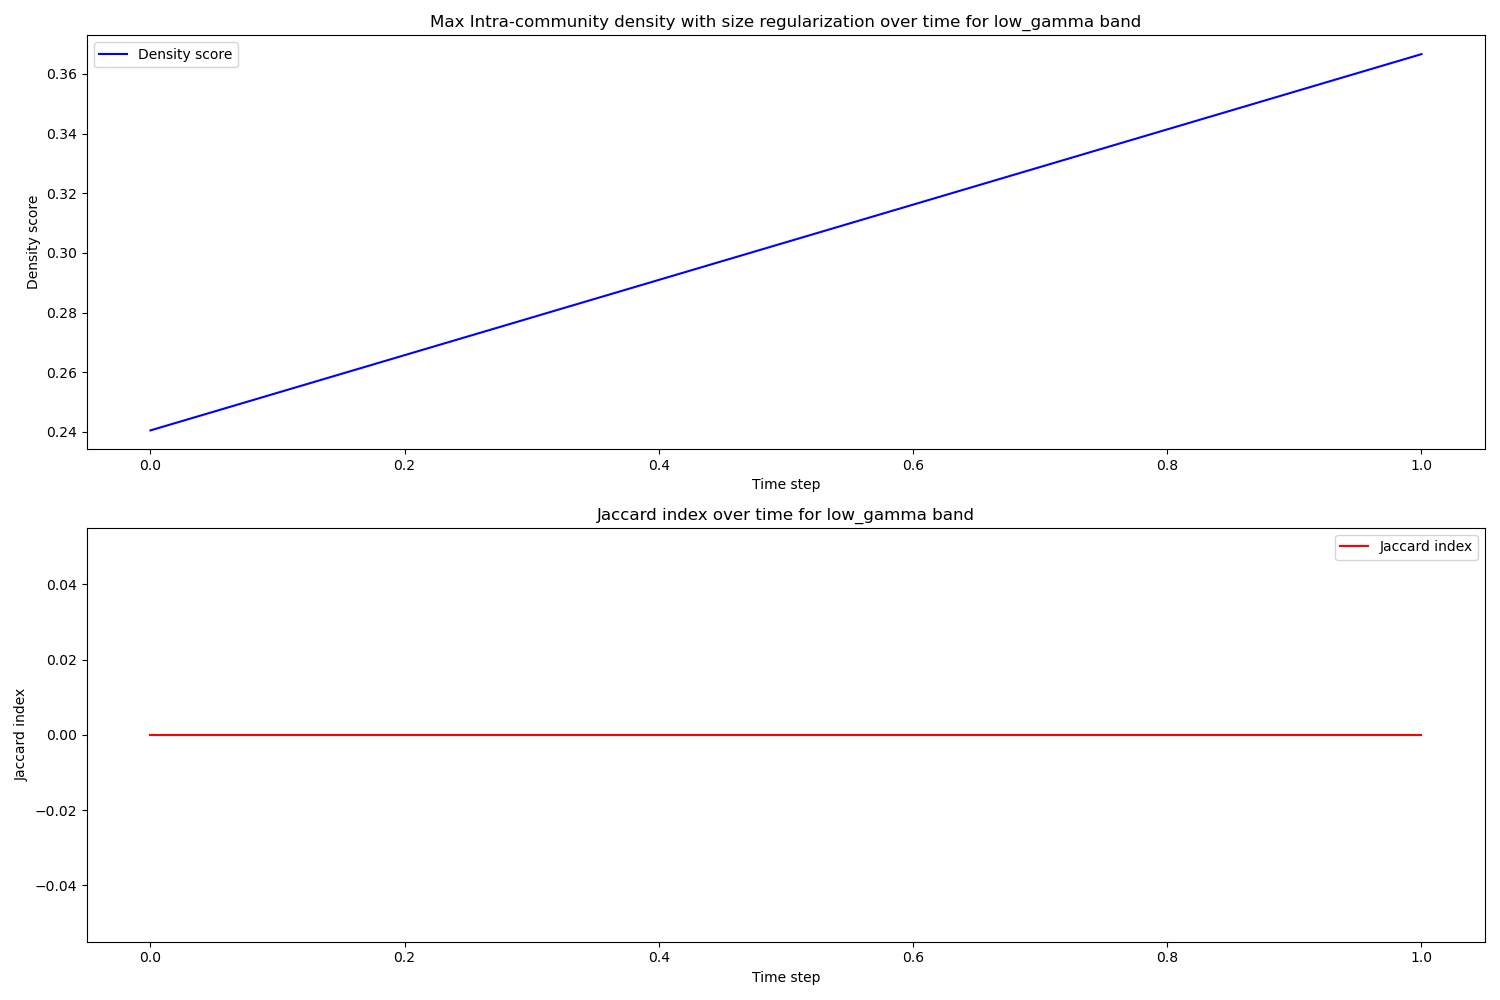 Max Intra-community density with size regularization over time for low_gamma band
Density score
0.36
0.34
0.32
0.30
0.28
0.26
0.24
Density score
0.0 0.2 0.4 0.6 0.8 1.0
Time step
Jaccard index over time for low_gamma band
Jaccard index
0.04
0.02
0.00
−0.02
−0.04
Jaccard index
0.0 0.2 0.4 0.6 0.8 1.0
Time step